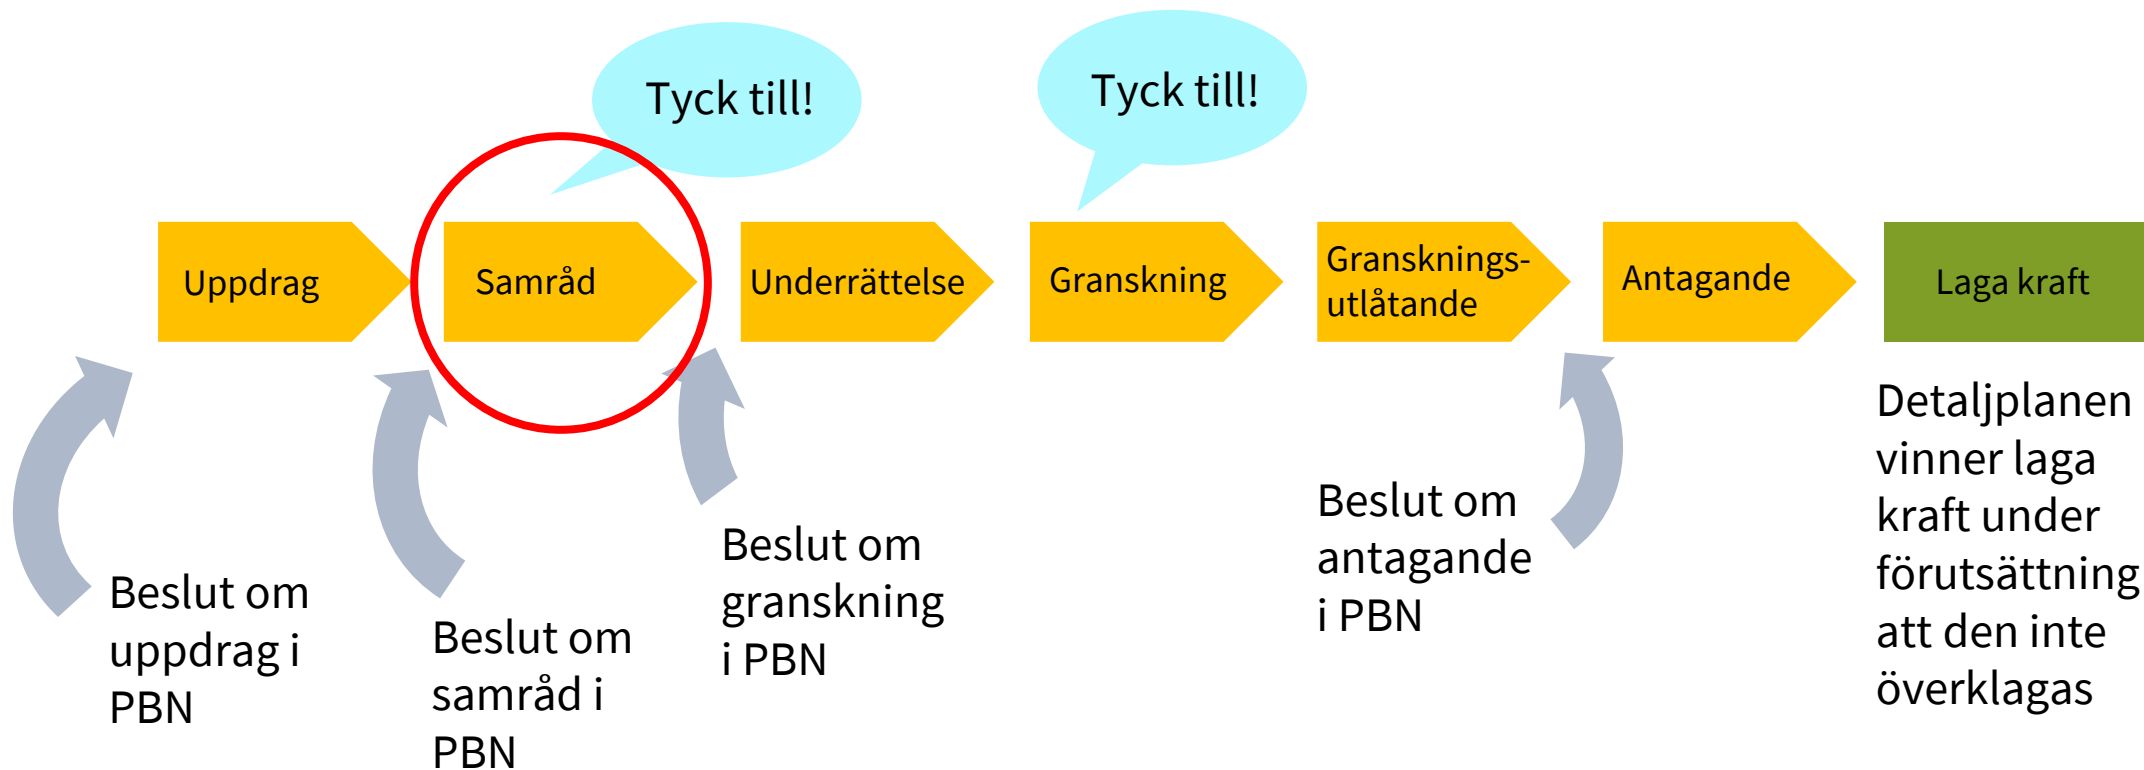 Tyck till!
Tyck till!
Uppdrag
Samråd
Underrättelse
Granskning
Gransknings-
utlåtande
Antagande
Laga kraft
Beslut om
uppdrag i
PBN
Beslut om
samråd i
PBN
Beslut om
granskning
i PBN
Beslut om
antagande
i PBN
Detaljplanen
vinner laga
kraft under
förutsättning
att den inte
överklagas